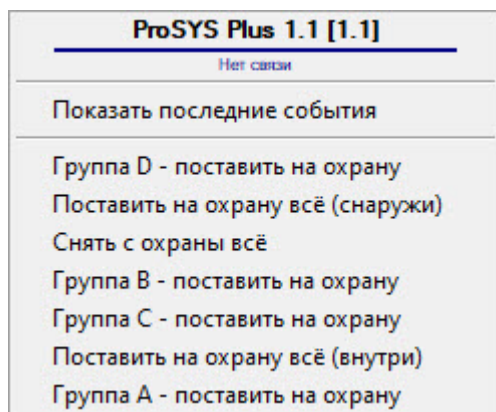 ProSYS Plus 1.1 [1.1]
Нет связи
Показать последние события
Группа D - поставить на охрану
Поставить на охрану всё (снаружи)
Снять с охраны всё
Группа B - поставить на охрану
Группа C - поставить на охрану
Поставить на охрану всё (внутри)
Группа A - поставить на охрану